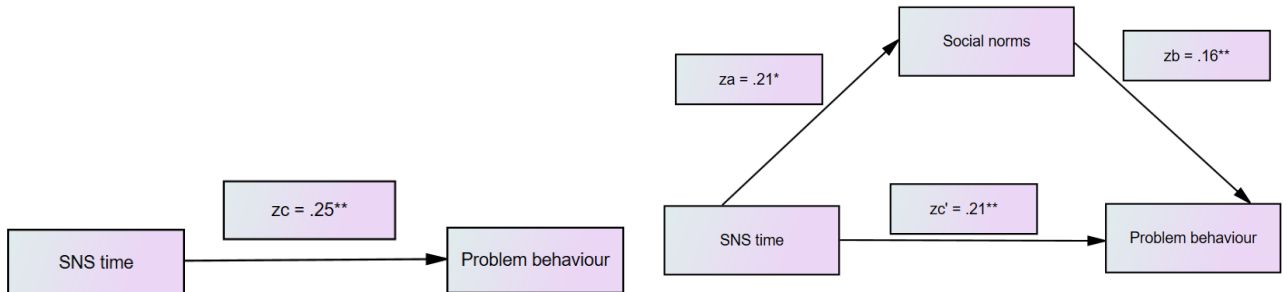 zc = .25**
SNS time
Problem behaviour
Social norms
za = .21*
zb = .16**
zc' = .21**
SNS time
Problem behaviour